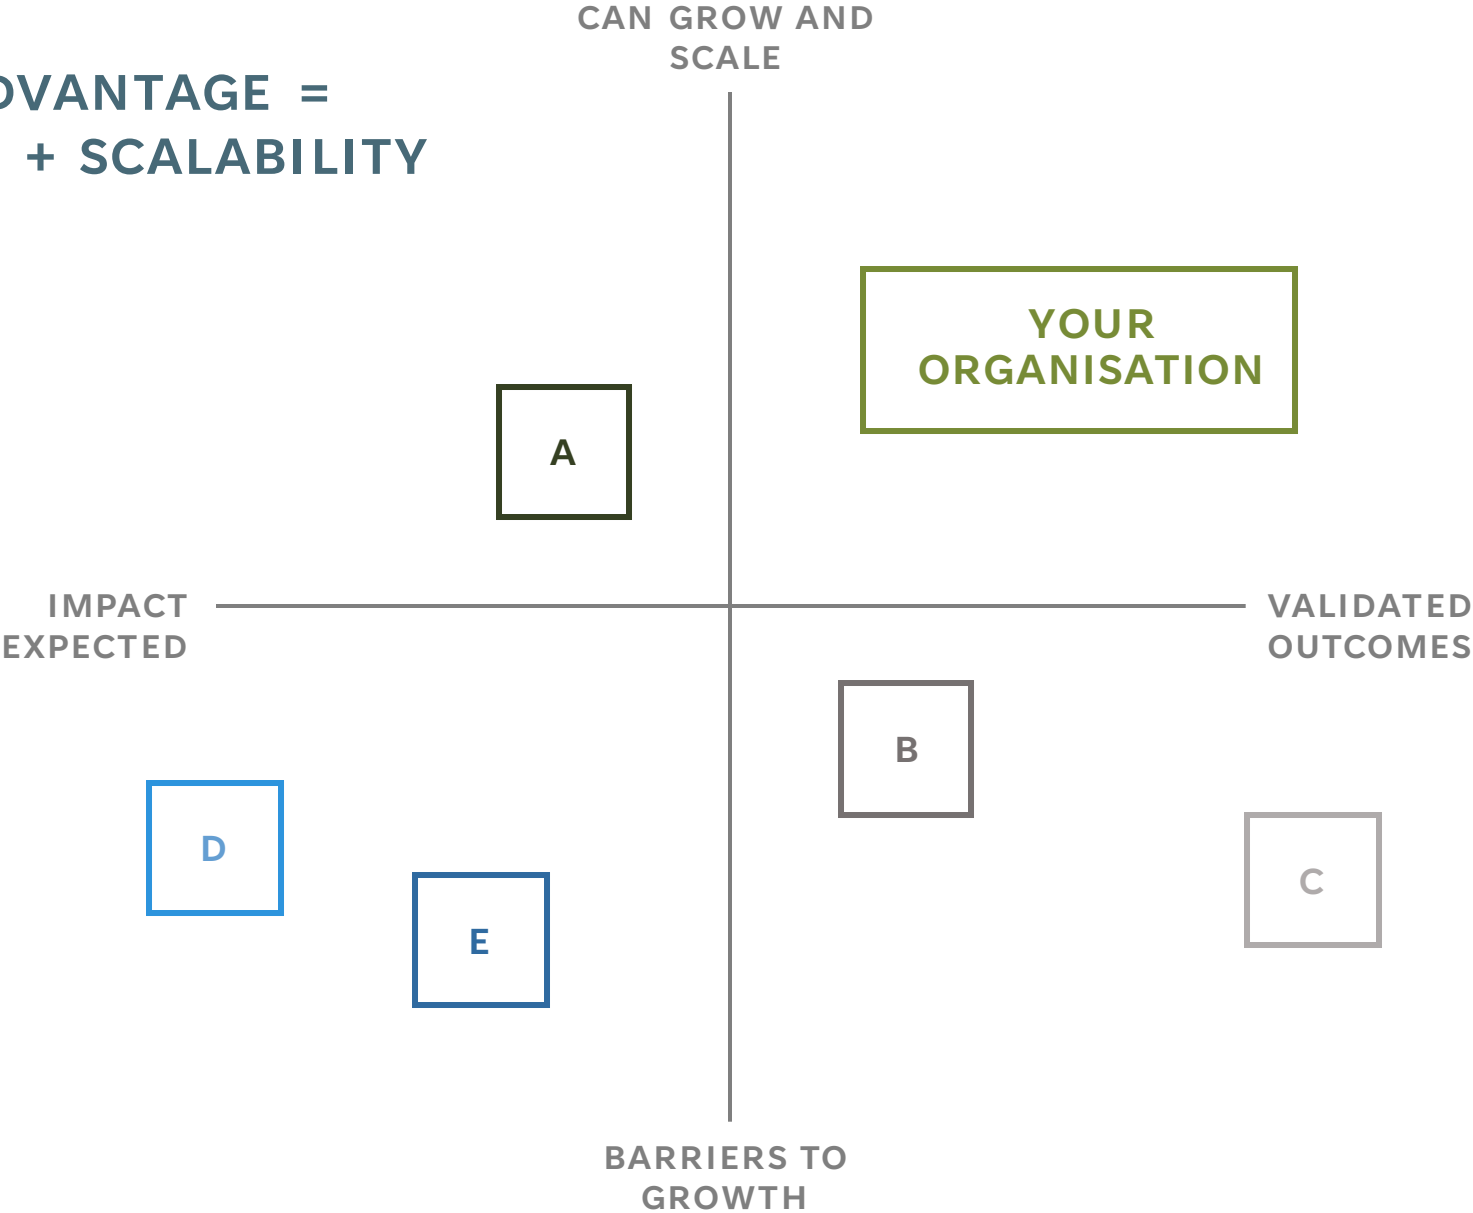 CAN GROW AND
SCALE
DVANTAGE =
+ SCALABILITY
YOUR
ORGANISATION
A
IMPACT
EXPECTED
VALIDATED
OUTCOMES
B
D
C
E
BARRIERS TO
GROWTH